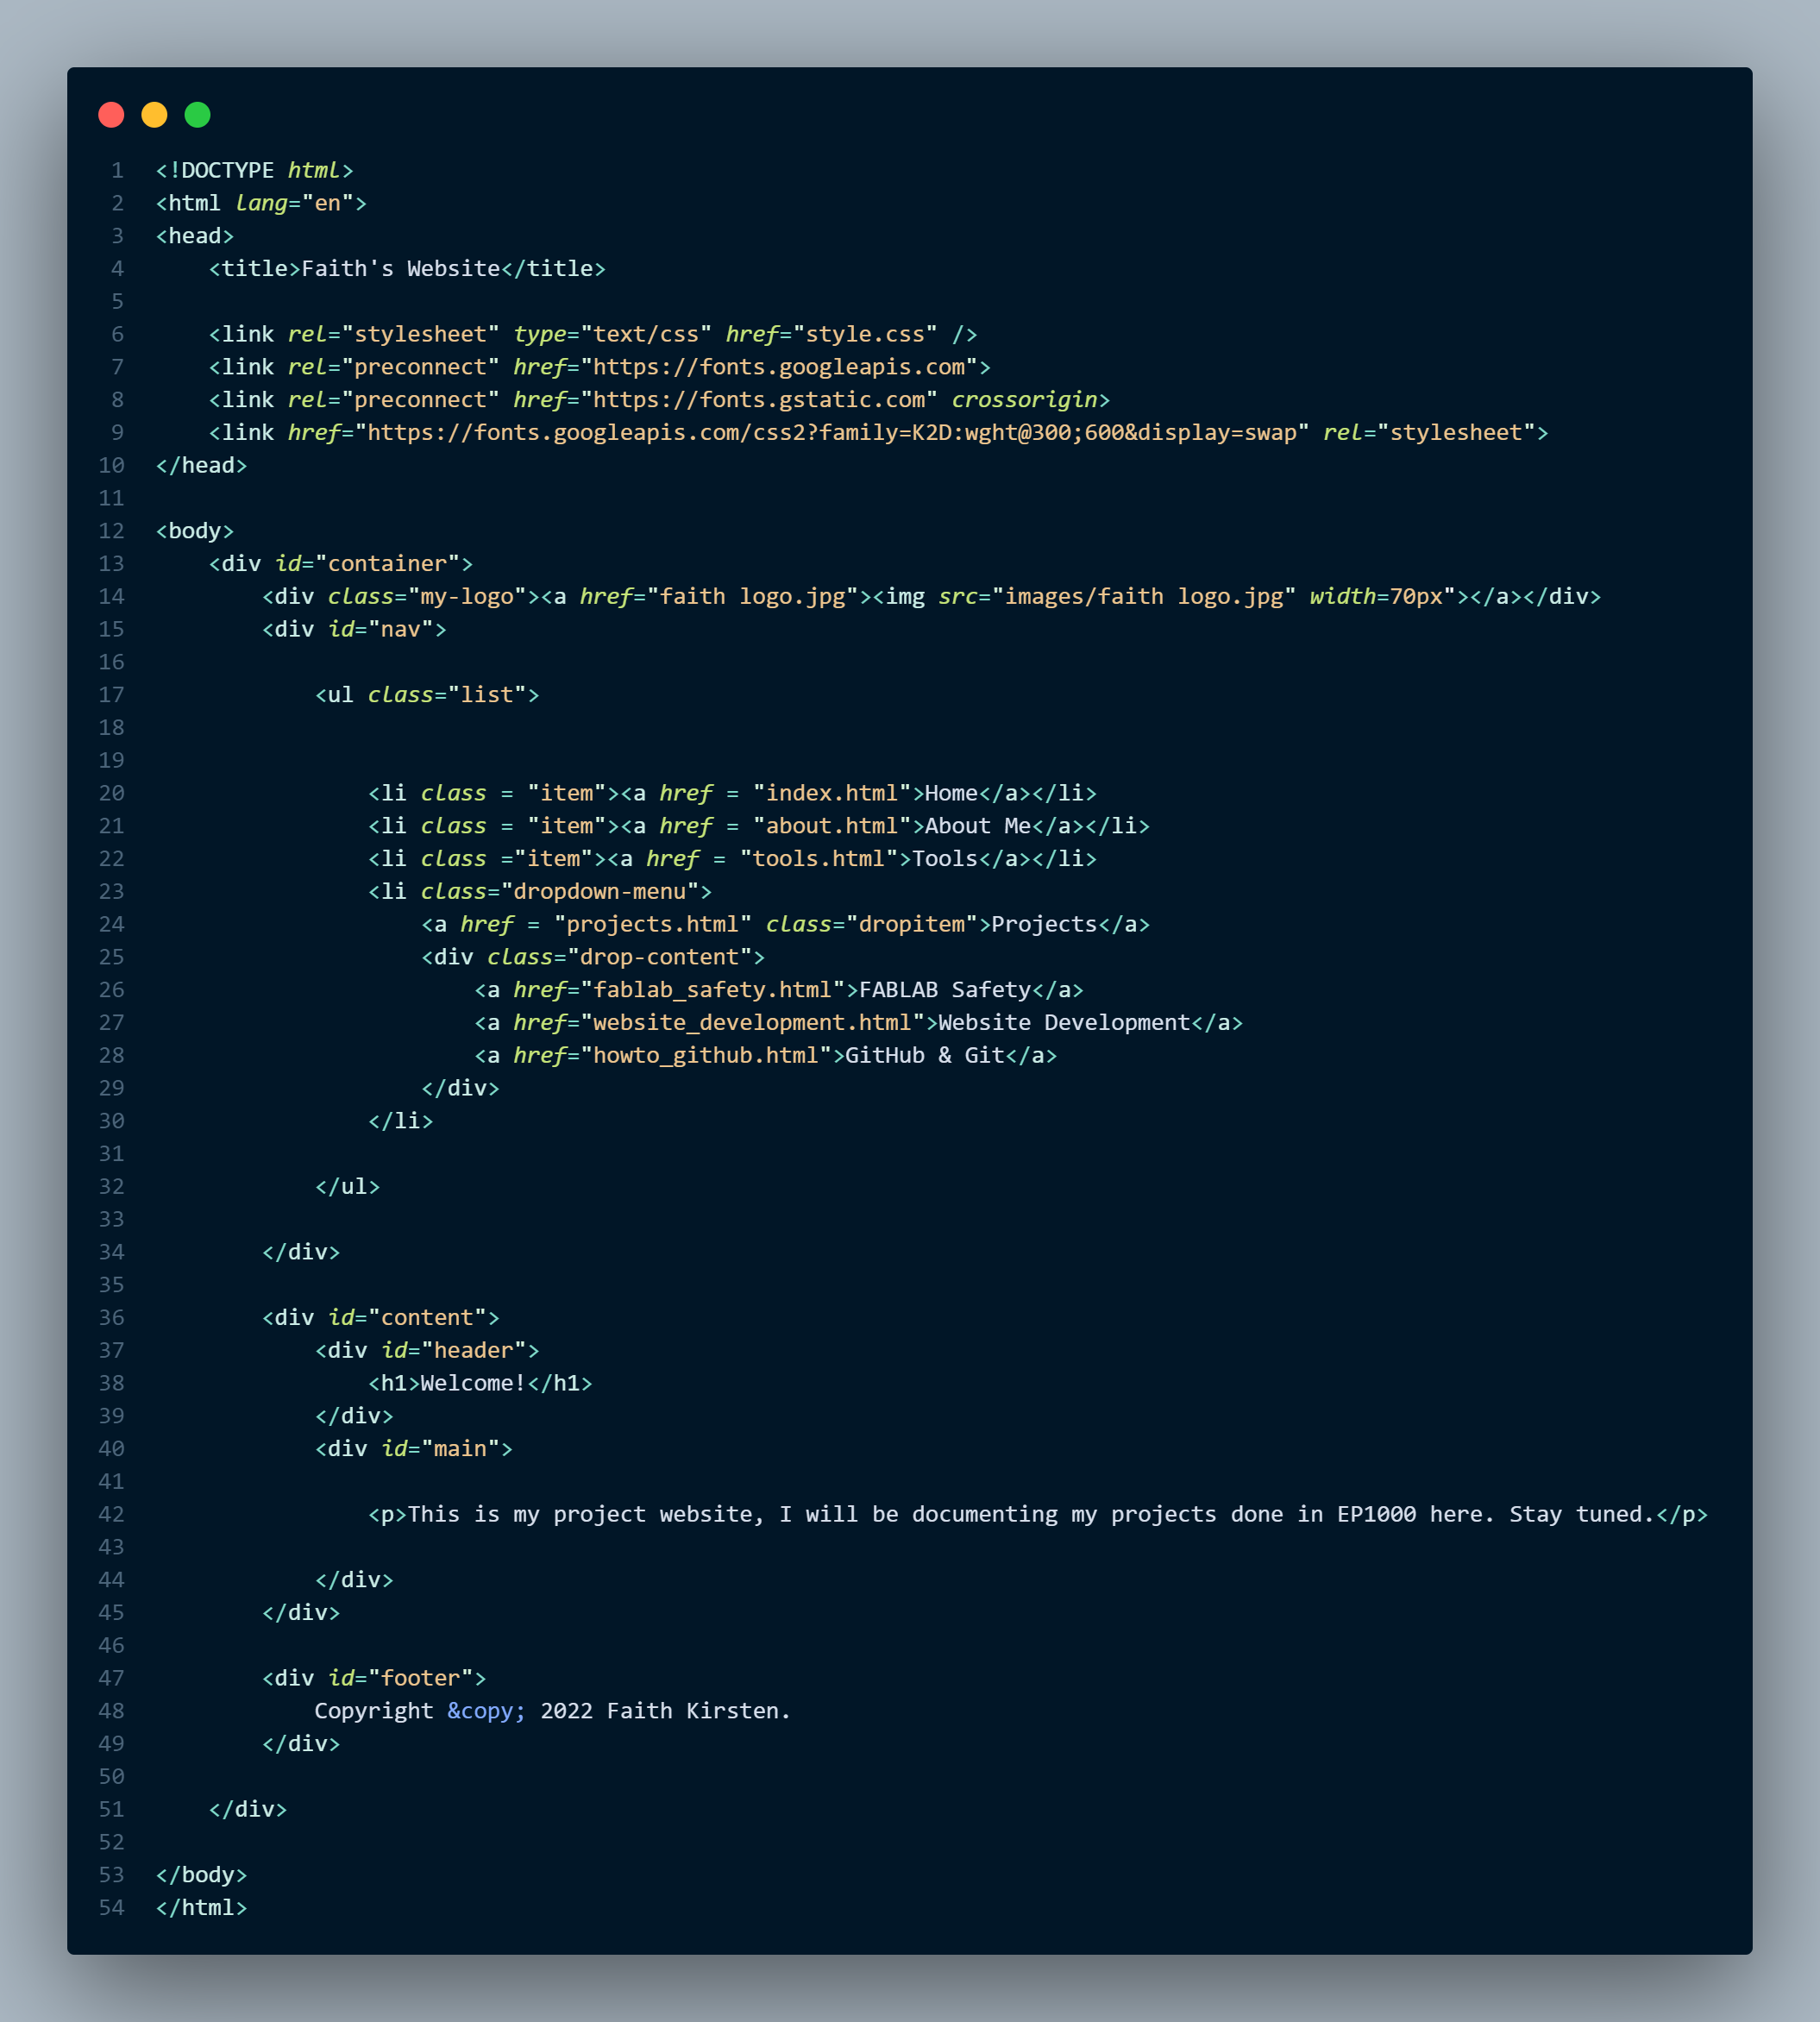 1 <!DOCTYPE html>
2 <html lang="en">
3 <head>
4     <title>Faith's Website</title>
5
6     <link rel="stylesheet" type="text/css" href="style.css" />
7     <link rel="preconnect" href="https://fonts.googleapis.com">
8     <link rel="preconnect" href="https://fonts.gstatic.com" crossorigin>
9     <link href="https://fonts.googleapis.com/css2?family=K2D:wght@300;600&display=swap" rel="stylesheet">
10 </head>
11
12 <body>
13     <div id="container">
14         <div class="my-logo"><a href="faith logo.jpg"><img src="images/faith logo.jpg" width=70px"></a></div>
15         <div id="nav">
16
17             <ul class="list">
18
19
20                 <li class = "item"><a href = "index.html">Home</a></li>
21                 <li class = "item"><a href = "about.html">About Me</a></li>
22                 <li class ="item"><a href = "tools.html">Tools</a></li>
23                 <li class="dropdown-menu">
24                     <a href = "projects.html" class="dropitem">Projects</a>
25                     <div class="drop-content">
26                         <a href="fablab_safety.html">FABLAB Safety</a>
27                         <a href="website_development.html">Website Development</a>
28                         <a href="howto_github.html">GitHub & Git</a>
29                     </div>
30                 </li>
31
32             </ul>
33
34         </div>
35
36         <div id="content">
37             <div id="header">
38                 <h1>Welcome!</h1>
39             </div>
40             <div id="main">
41
42                 <p>This is my project website, I will be documenting my projects done in EP1000 here. Stay tuned.</p>
43
44             </div>
45         </div>
46
47         <div id="footer">
48             Copyright &copy; 2022 Faith Kirsten.
49         </div>
50
51     </div>
52
53 </body>
54 </html>